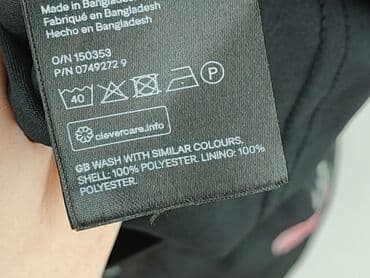 Made in Bangladesh
Fabriqué en Bangladesh
Hecho en Bangladesh
O/N 150353
P/N 0749272 9
40 P
clevercare.info
GB WASH WITH SIMILAR COLOURS.
SHELL: 100% POLYESTER. LINING: 100%
POLYESTER.